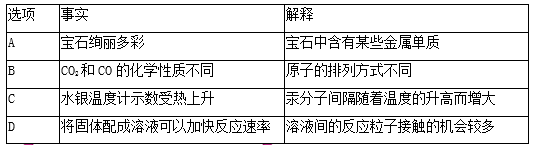 选项 事实 解释
A 宝石绚丽多彩 宝石中含有某些金属单质
B CO₂和 CO 的化学性质不同 原子的排列方式不同
C 水银温度计示数受热上升 汞分子间隔随着温度的升高而增大
D 将固体配成溶液可以加快反应速率 溶液间的反应粒子接触的机会较多